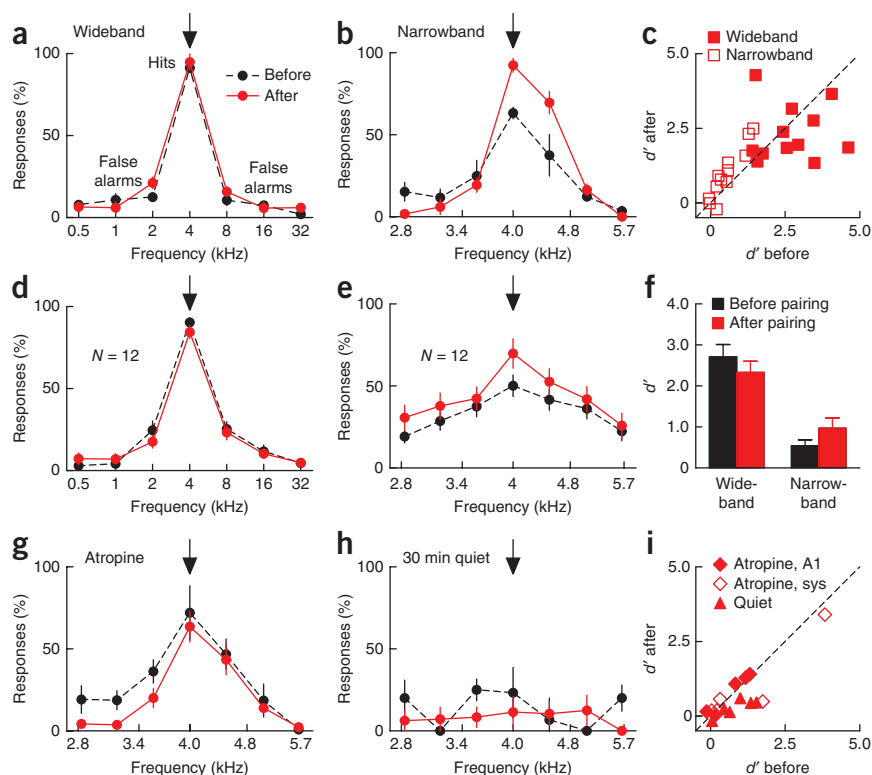 a Wideband
Responses (%)
100
50
0
Hits
False alarms
False alarms
Before
After
0.5 1 2 4 8 16 32
Frequency (kHz)
b Narrowband
Responses (%)
100
50
0
2.8 3.4 4.0 4.8 5.7
Frequency (kHz)
c
Wideband
Narrowband
d′ after
5.0
2.5
0
0 2.5 5.0
d′ before
d
Responses (%)
100
50
0
N = 12
0.5 1 2 4 8 16 32
Frequency (kHz)
e
Responses (%)
100
50
0
N = 12
2.8 3.4 4.0 4.8 5.7
Frequency (kHz)
f
Before pairing
After pairing
d′
4.0
3.0
2.0
1.0
0
Wide-
band
Narrow-
band
g Atropine
Responses (%)
100
50
0
2.8 3.4 4.0 4.8 5.7
Frequency (kHz)
h 30 min quiet
Responses (%)
100
50
0
2.8 3.4 4.0 4.8 5.7
Frequency (kHz)
i
Atropine, A1
Atropine, sys
Quiet
d′ after
5.0
2.5
0
0 2.5 5.0
d′ before